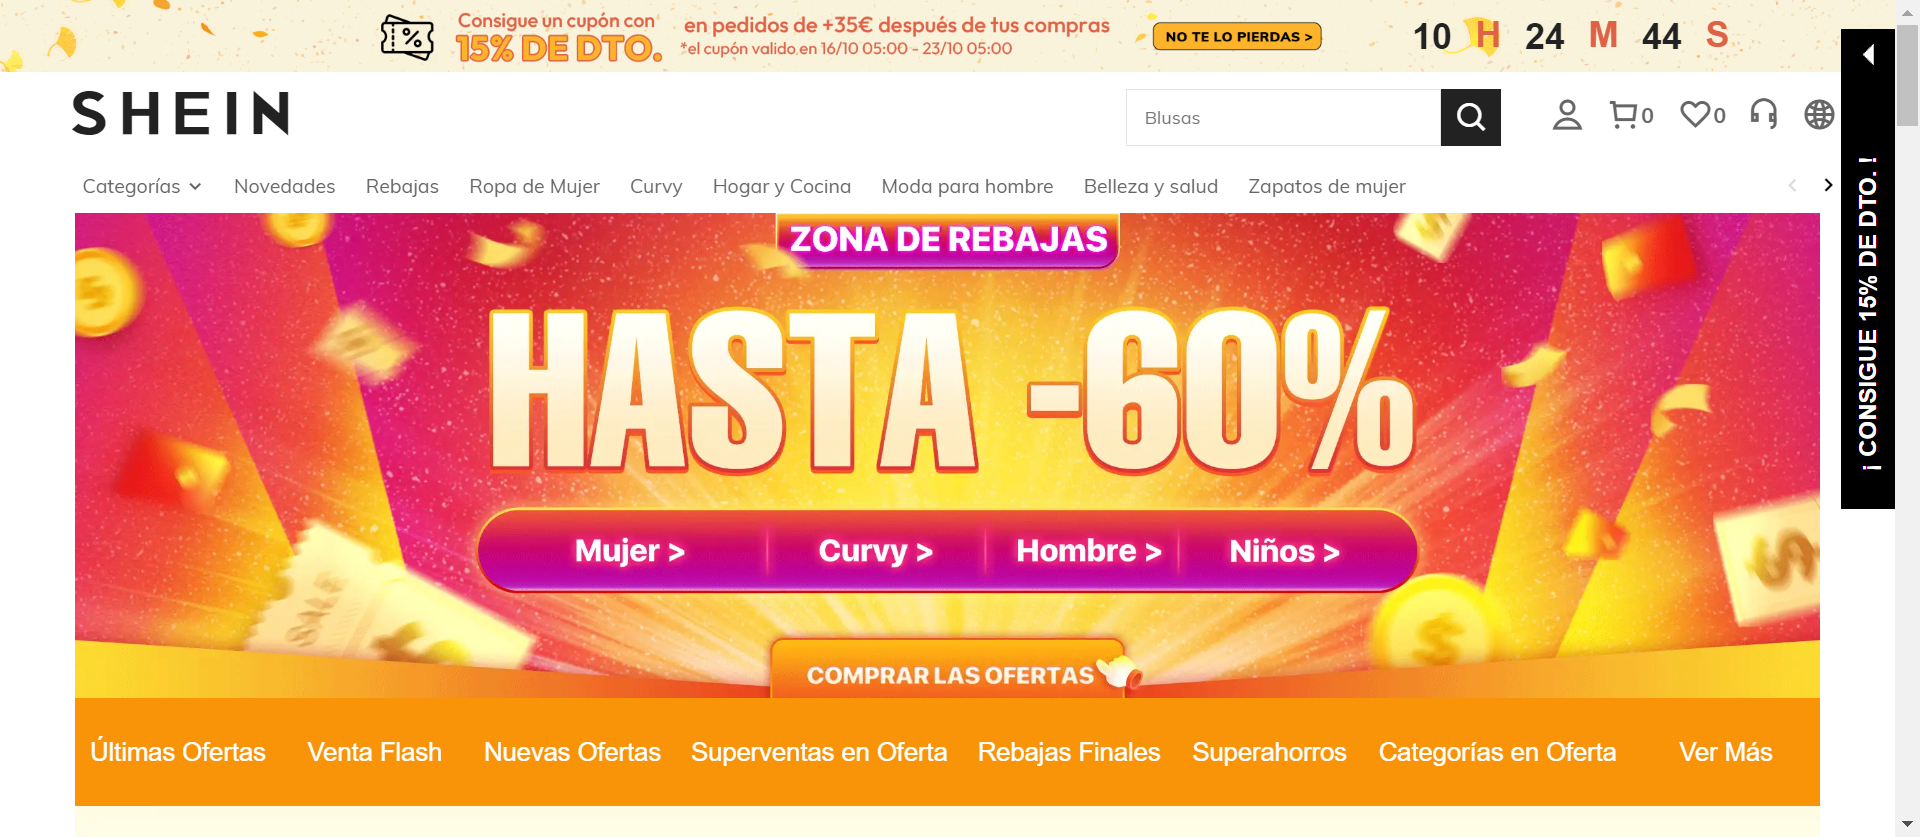 Consigue un cupón con
15% DE DTO.
en pedidos de +35€ después de tus compras
*el cupón valido en 16/10 05:00 - 23/10 05:00
NO TE LO PIERDAS >
10 H 24 M 44 S
SHEIN
Blusas
0
0
Categorías
Novedades
Rebajas
Ropa de Mujer
Curvy
Hogar y Cocina
Moda para hombre
Belleza y salud
Zapatos de mujer
¡ CONSIGUE 15% DE DTO. !
ZONA DE REBAJAS
HASTA -60%
Mujer >
Curvy >
Hombre >
Niños >
COMPRAR LAS OFERTAS
Últimas Ofertas
Venta Flash
Nuevas Ofertas
Superventas en Oferta
Rebajas Finales
Superahorros
Categorías en Oferta
Ver Más